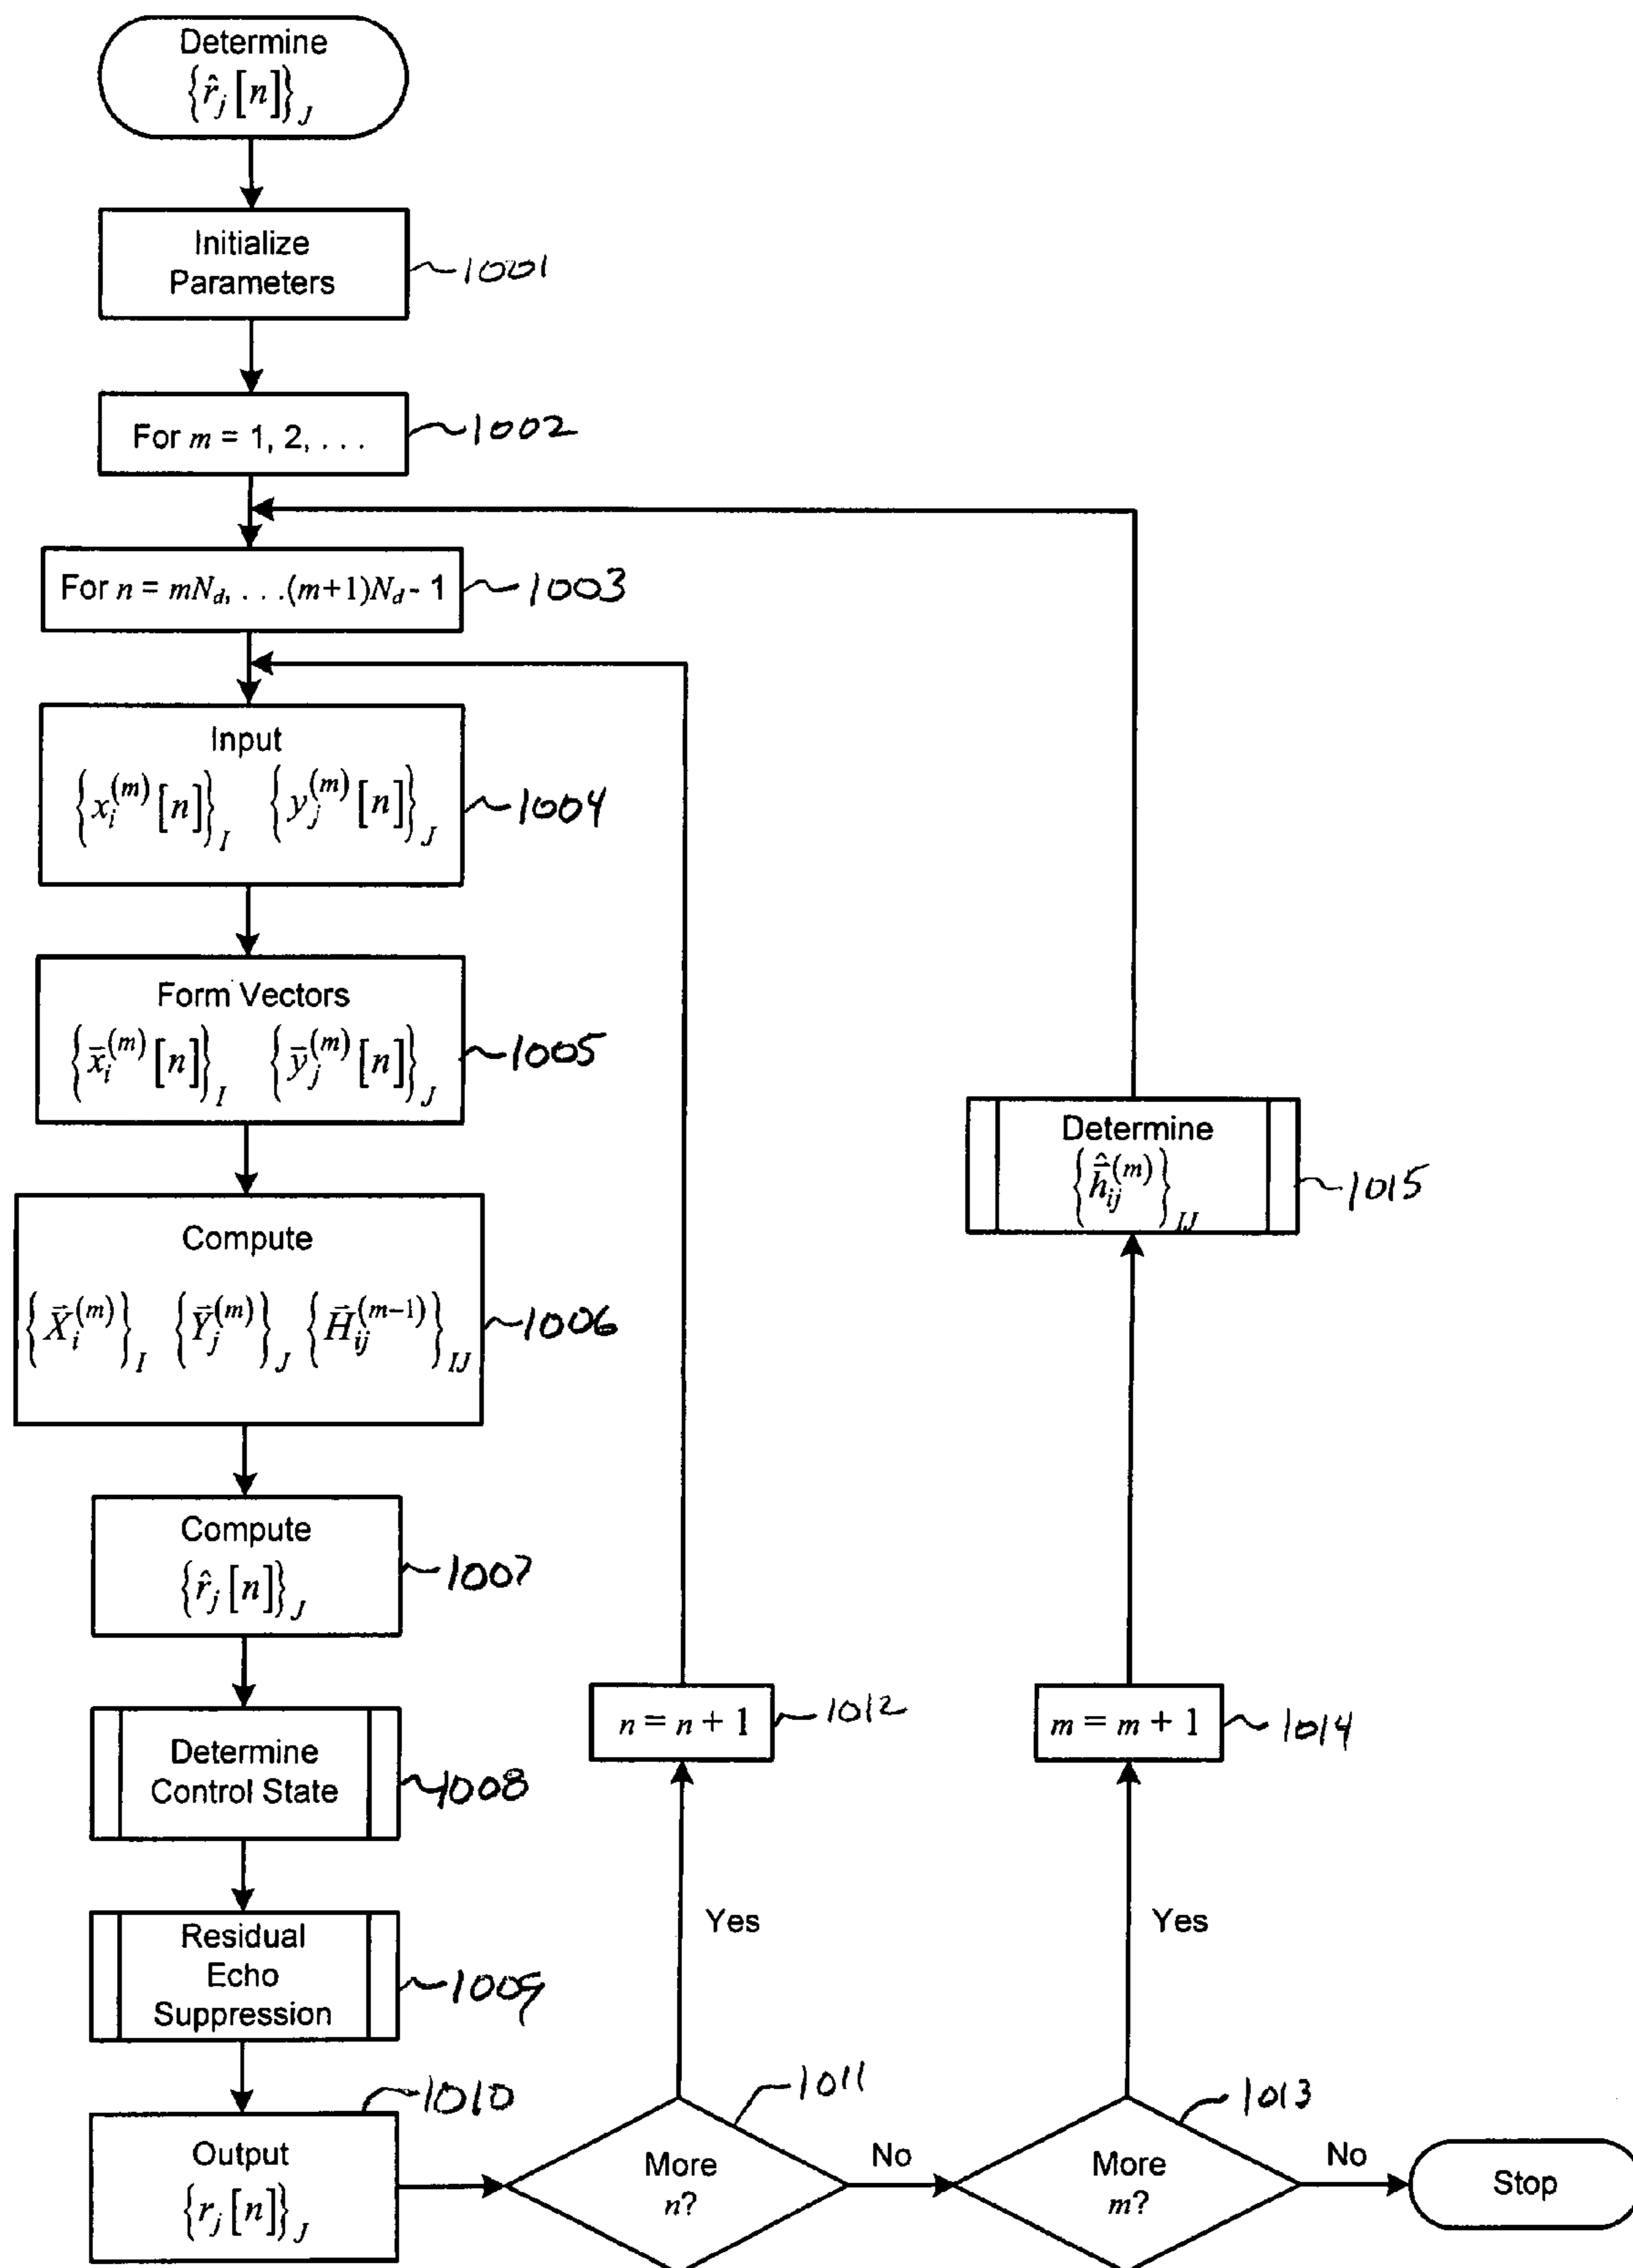 Determine
{r̂_j[n]}_J
Initialize
Parameters
1001
For m = 1, 2, . . .
1002
For n = mN_d, . . .(m+1)N_d - 1
1003
Input
{x_i^(m)[n]}_I {y_j^(m)[n]}_J
1004
Form Vectors
{x̄_i^(m)[n]}_I {ȳ_j^(m)[n]}_J
1005
Compute
{X⃗_i^(m)}_I {Y⃗_j^(m)}_J {H⃗_ij^(m−1)}_IJ
1006
Compute
{r̂_j[n]}_J
1007
Determine
Control State
1008
Residual
Echo
Suppression
1009
1010
Output
{r_j[n]}_J
More
n?
1011
Yes
n = n + 1
1012
No
More
m?
1013
Yes
m = m + 1
1014
Determine
{ĥ̄_ij^(m)}_IJ
1015
No
Stop